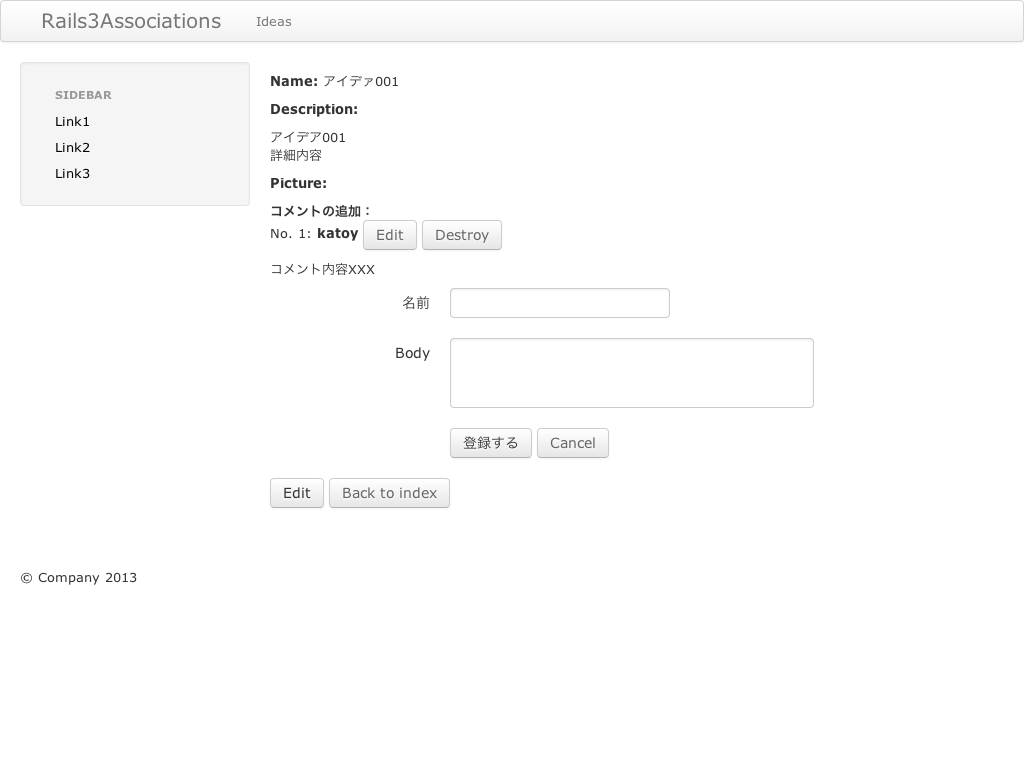 Rails3Associations Ideas
SIDEBAR
Link1
Link2
Link3
Name: アイデァ001
Description:
アイデア001
詳細内容
Picture:
コメントの追加：
No. 1: katoy Edit Destroy
コメント内容XXX
名前
Body
登録する Cancel
Edit Back to index
© Company 2013